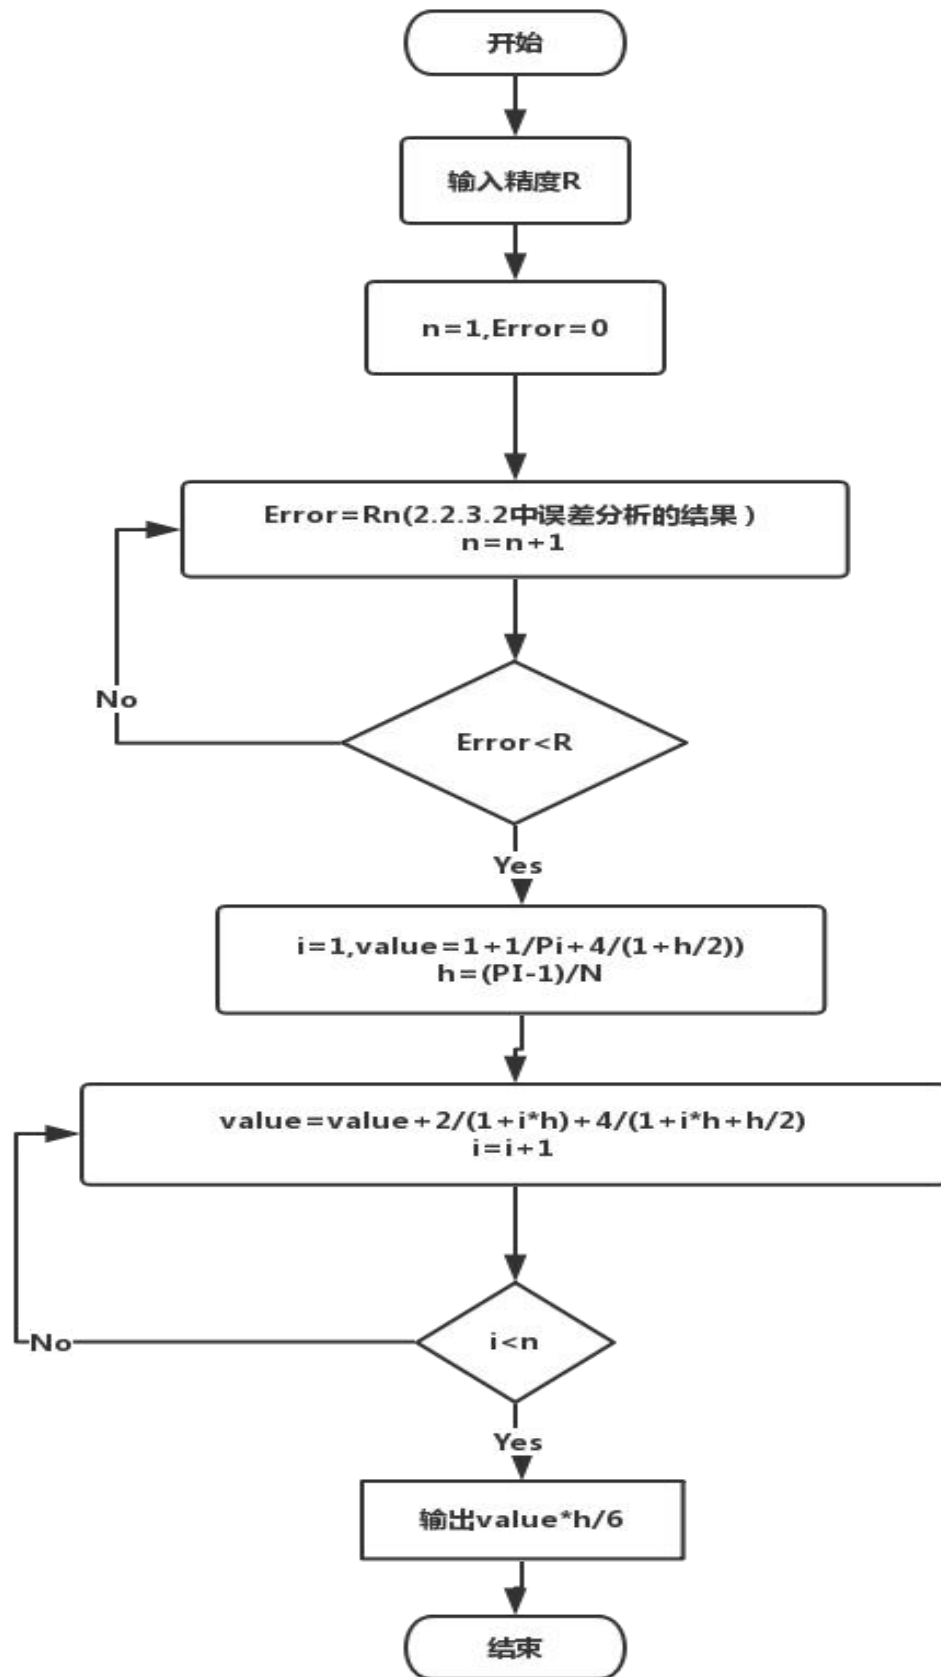 开始
输入精度R
n=1,Error=0
Error=Rn(2.2.3.2中误差分析的结果）
n=n+1
No
Error<R
Yes
i=1,value=1+1/Pi+4/(1+h/2))
h=(PI-1)/N
value=value+2/(1+i*h)+4/(1+i*h+h/2)
i=i+1
No
i<n
Yes
输出value*h/6
结束